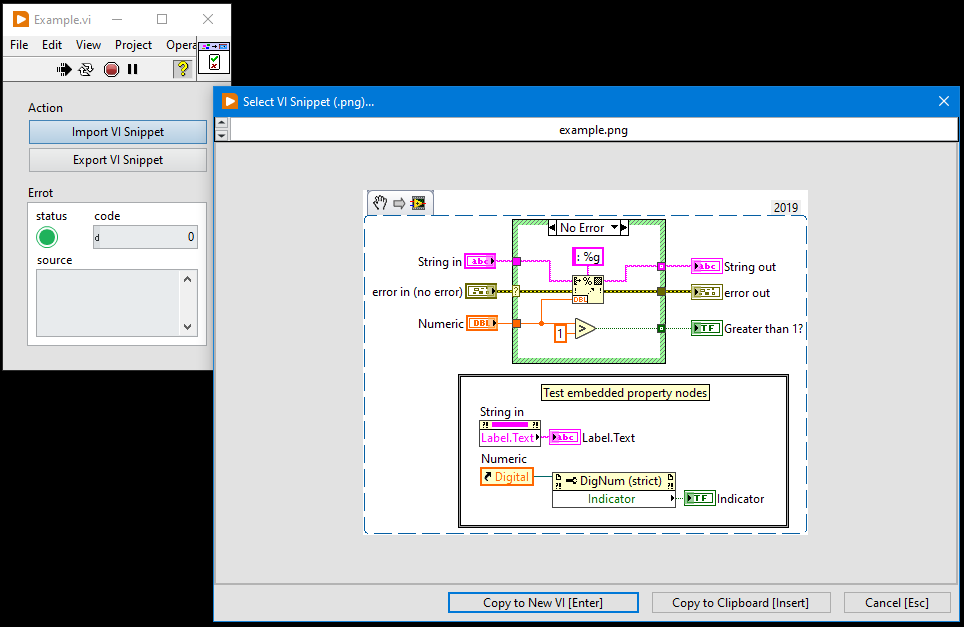 Example.vi
File Edit View Project Opera
?
Action
Import VI Snippet
Export VI Snippet
Errot
status code
d 0
source
Select VI Snippet (.png)...
example.png
2019
No Error
: %g
String in abc
abc String out
error in (no error)
?
%
DBL
error out
Numeric DBL
1 >
TF Greater than 1?
Test embedded property nodes
String in
?! ?!
Label.Text abc Label.Text
Numeric
Digital
?! DigNum (strict) ?!
Indicator TF Indicator
Copy to New VI [Enter] Copy to Clipboard [Insert] Cancel [Esc]